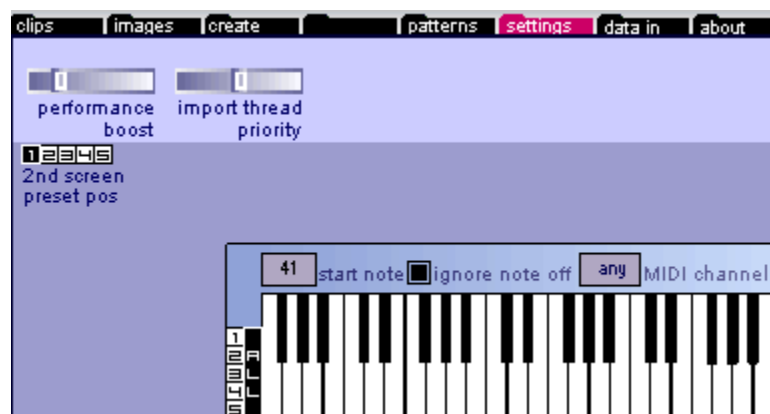 clips images create patterns settings data in about
performance import thread
boost priority
12345
2nd screen
preset pos
41 start note ignore note off any MIDI channel
1
2 A
3 L
4 L
5